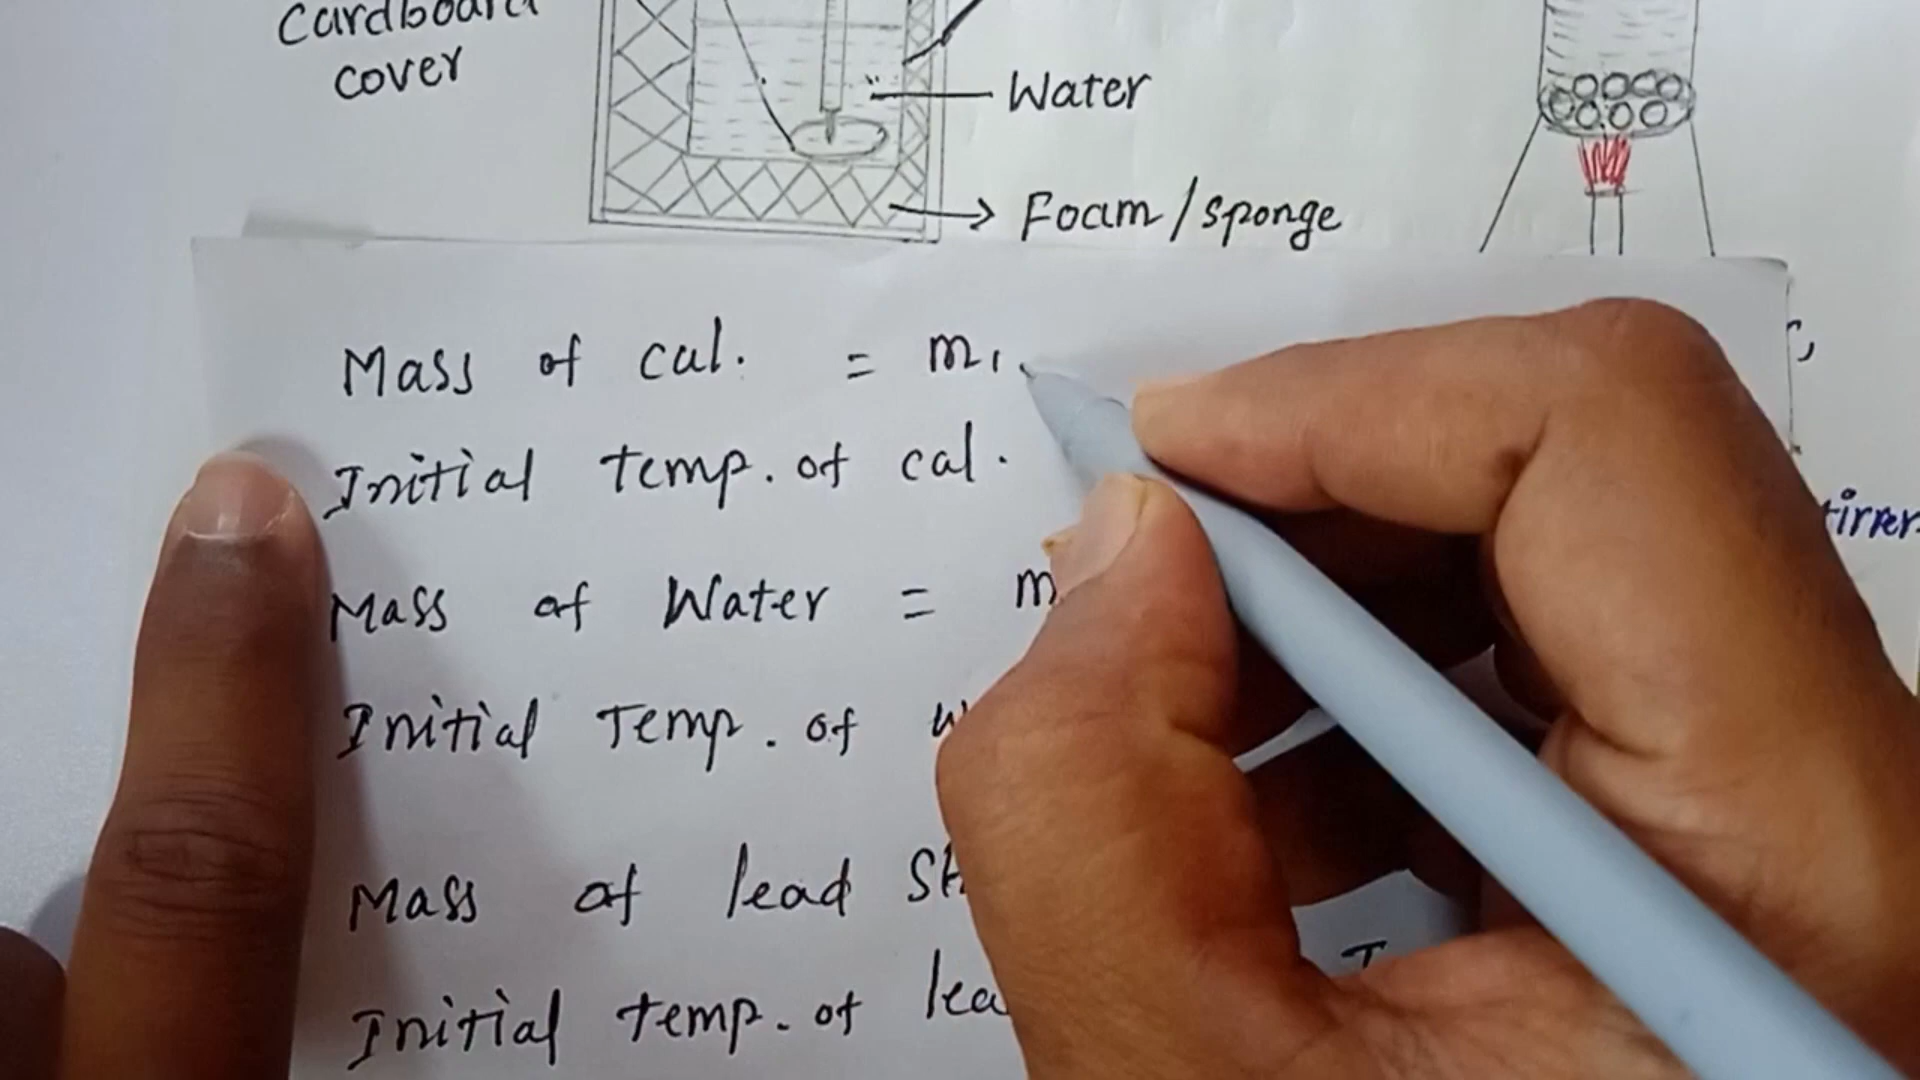 Cardboard
cover
Water
Foam/sponge
Mass of cal. = m₁
Initial temp. of cal.
Mass of Water = m
Initial Temp. of
Mass of lead
Initial temp. of